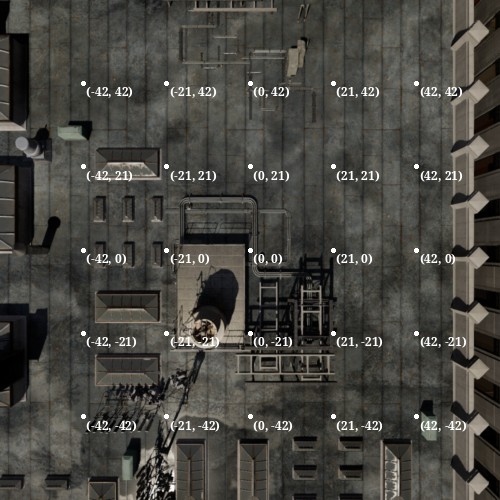 (-42, 42) (-21, 42) (0, 42) (21, 42) (42, 42)
(-42, 21) (-21, 21) (0, 21) (21, 21) (42, 21)
(-42, 0) (-21, 0) (0, 0) (21, 0) (42, 0)
(-42, -21) (-21, -21) (0, -21) (21, -21) (42, -21)
(-42, -42) (-21, -42) (0, -42) (21, -42) (42, -42)